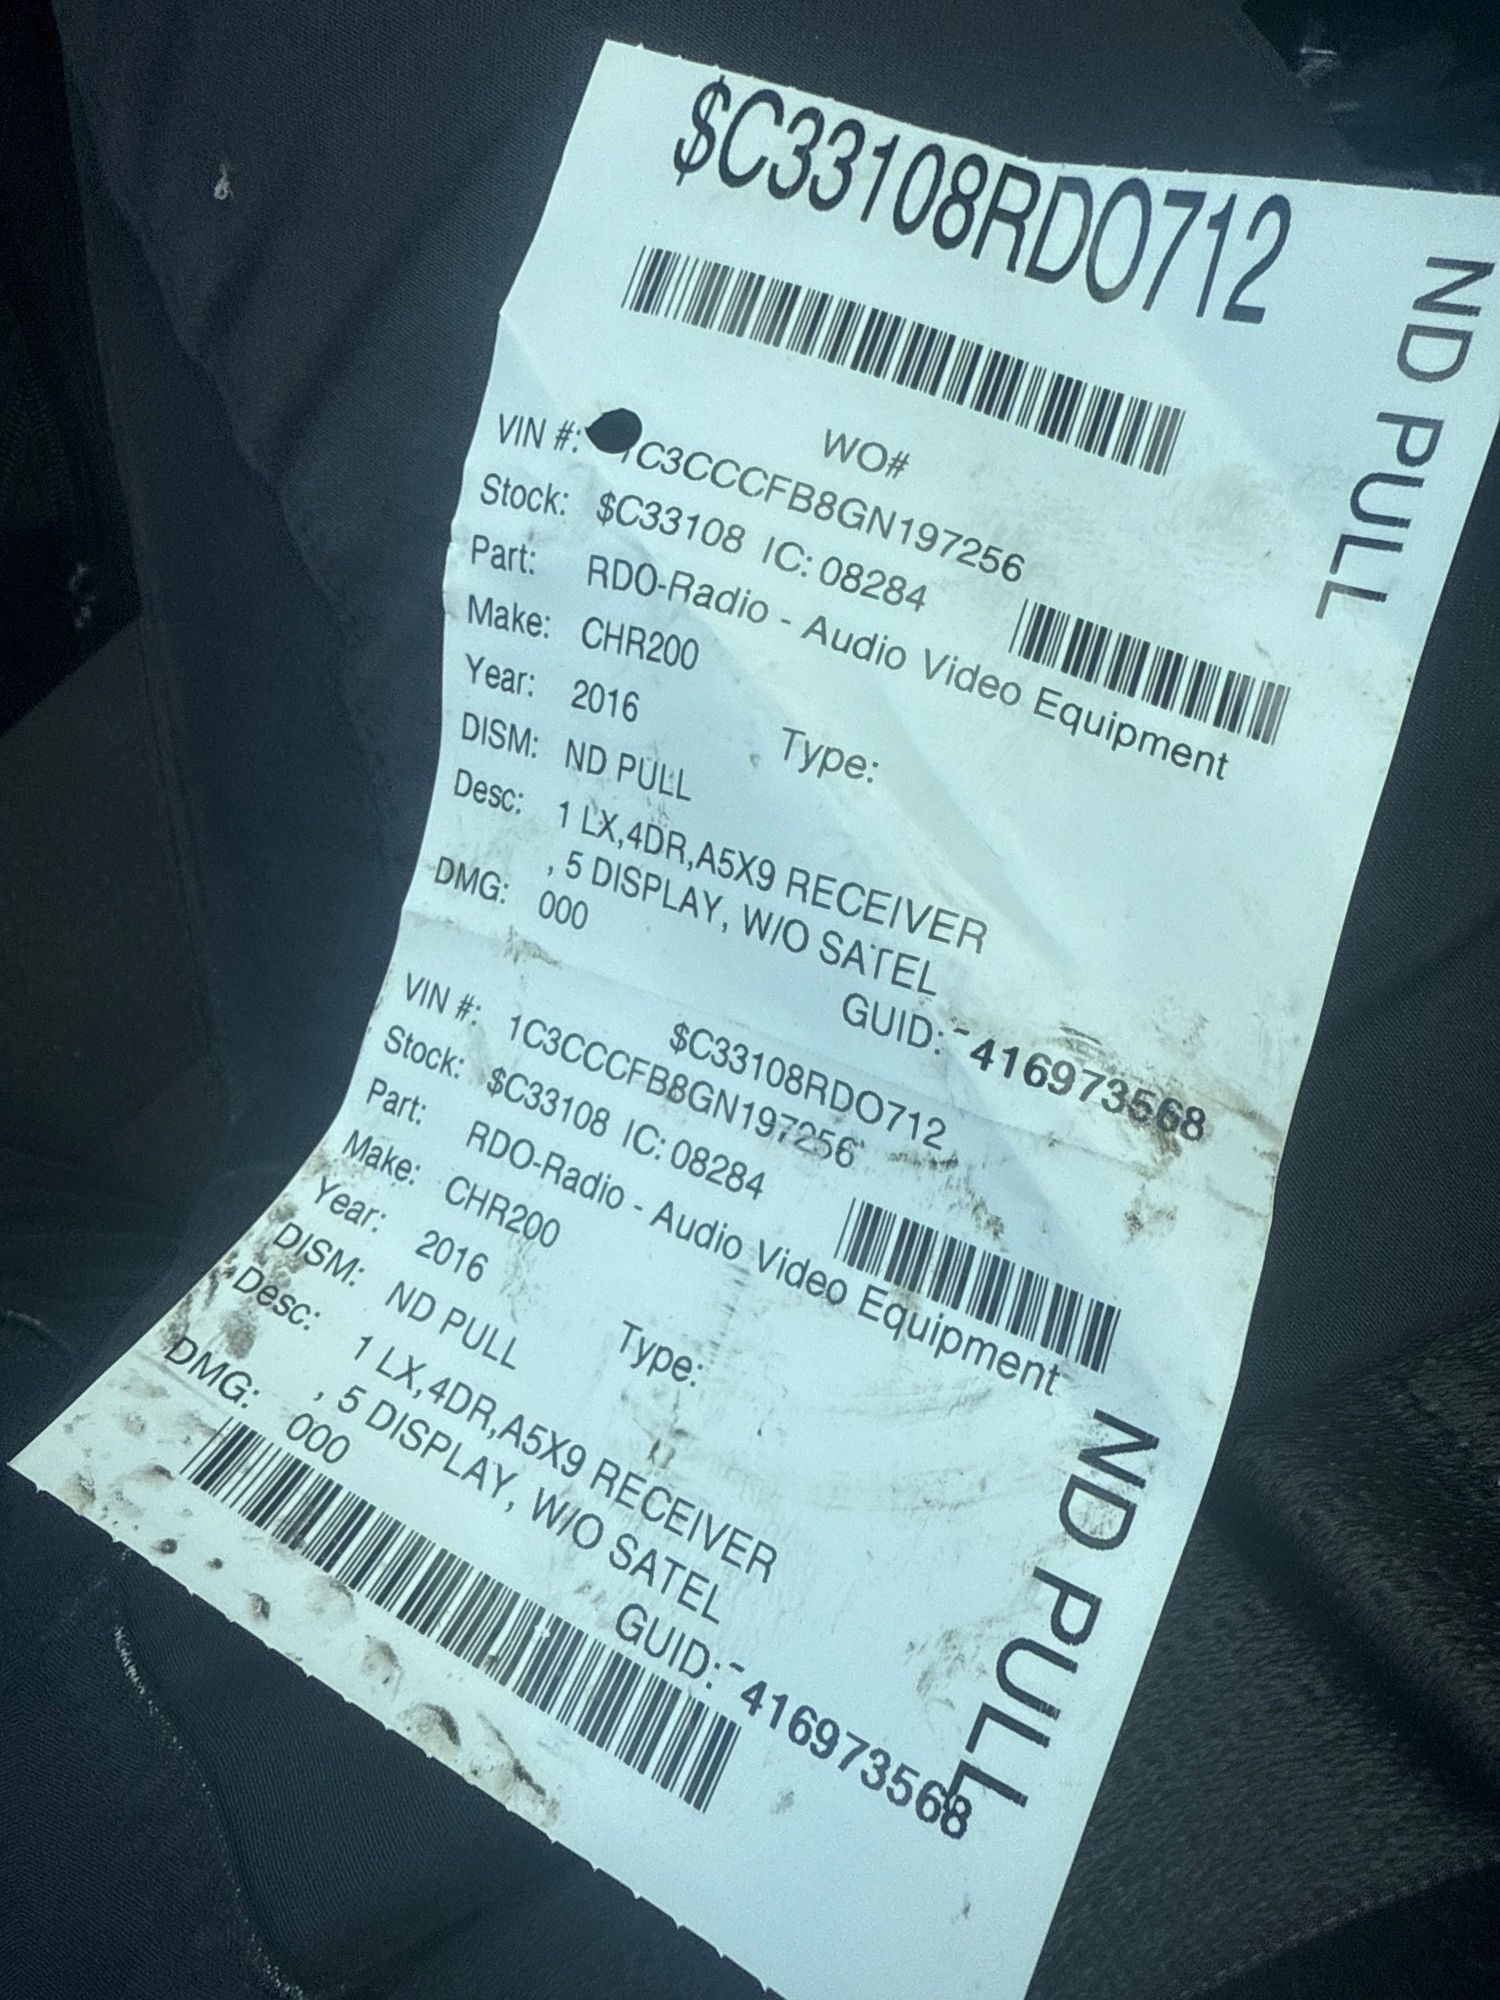 $C33108RDO712
ND PULL
WO#
VIN #: 1C3CCCFB8GN197256
Stock: $C33108 IC: 08284
Part: RDO-Radio - Audio Video Equipment
Make: CHR200
Year: 2016 Type:
DISM: ND PULL
Desc: 1 LX,4DR,A5X9 RECEIVER
, 5 DISPLAY, W/O SATEL
DMG: 000
GUID: -416973568
$C33108RDO712
VIN #: 1C3CCCFB8GN197256
Stock: $C33108 IC: 08284
Part: RDO-Radio - Audio Video Equipment
Make: CHR200
Year: 2016
DISM: ND PULL Type:
Desc: 1 LX,4DR,A5X9 RECEIVER
, 5 DISPLAY, W/O SATEL
DMG: 000
GUID: -416973568
ND PULL